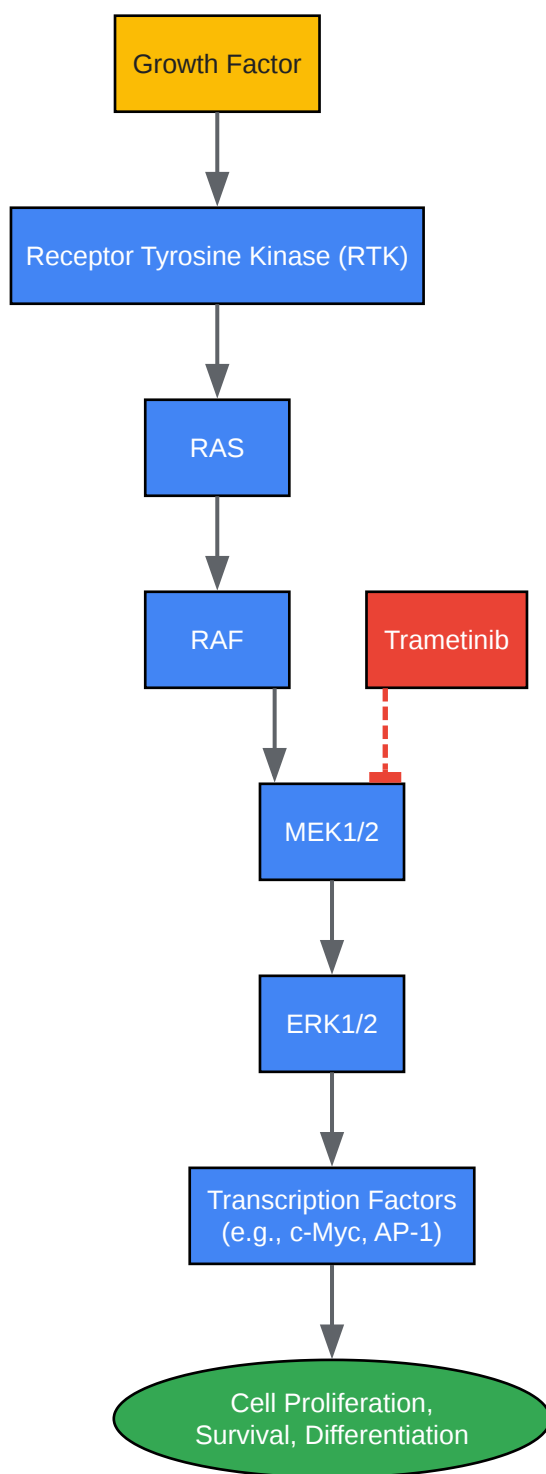 Growth Factor
Receptor Tyrosine Kinase (RTK)
RAS
RAF
Trametinib
MEK1/2
ERK1/2
Transcription Factors
(e.g., c-Myc, AP-1)
Cell Proliferation,
Survival, Differentiation